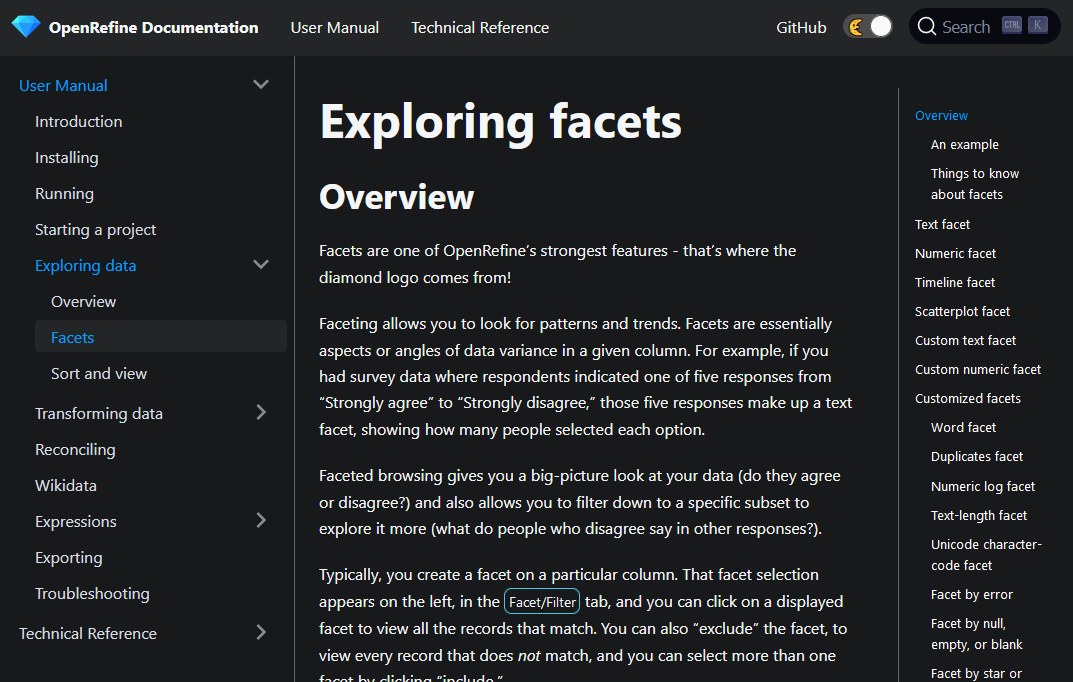 OpenRefine Documentation
User Manual
Technical Reference
GitHub
Search
CTRL
K
User Manual
Introduction
Installing
Running
Starting a project
Exploring data
Overview
Facets
Sort and view
Transforming data
Reconciling
Wikidata
Expressions
Exporting
Troubleshooting
Technical Reference
Exploring facets
Overview
Facets are one of OpenRefine’s strongest features - that’s where the
diamond logo comes from!
Faceting allows you to look for patterns and trends. Facets are essentially
aspects or angles of data variance in a given column. For example, if you
had survey data where respondents indicated one of five responses from
“Strongly agree” to “Strongly disagree,” those five responses make up a text
facet, showing how many people selected each option.
Faceted browsing gives you a big-picture look at your data (do they agree
or disagree?) and also allows you to filter down to a specific subset to
explore it more (what do people who disagree say in other responses?).
Typically, you create a facet on a particular column. That facet selection
appears on the left, in the Facet/Filter tab, and you can click on a displayed
facet to view all the records that match. You can also “exclude” the facet, to
view every record that does not match, and you can select more than one
facet by clicking “include.”
Overview
An example
Things to know
about facets
Text facet
Numeric facet
Timeline facet
Scatterplot facet
Custom text facet
Custom numeric facet
Customized facets
Word facet
Duplicates facet
Numeric log facet
Text-length facet
Unicode character-
code facet
Facet by error
Facet by null,
empty, or blank
Facet by star or